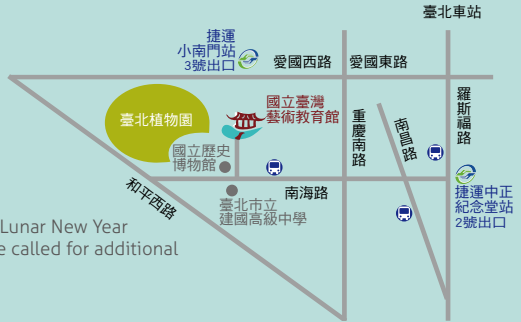 臺北車站
捷運
小南門站
3號出口
愛國西路
愛國東路
臺北植物園
國立臺灣
藝術教育館
重慶南路
南昌路
羅斯福路
國立歷史
博物館
和平西路
南海路
臺北市立
建國高級中學
捷運中正
紀念堂站
2號出口
Lunar New Year
e called for additional